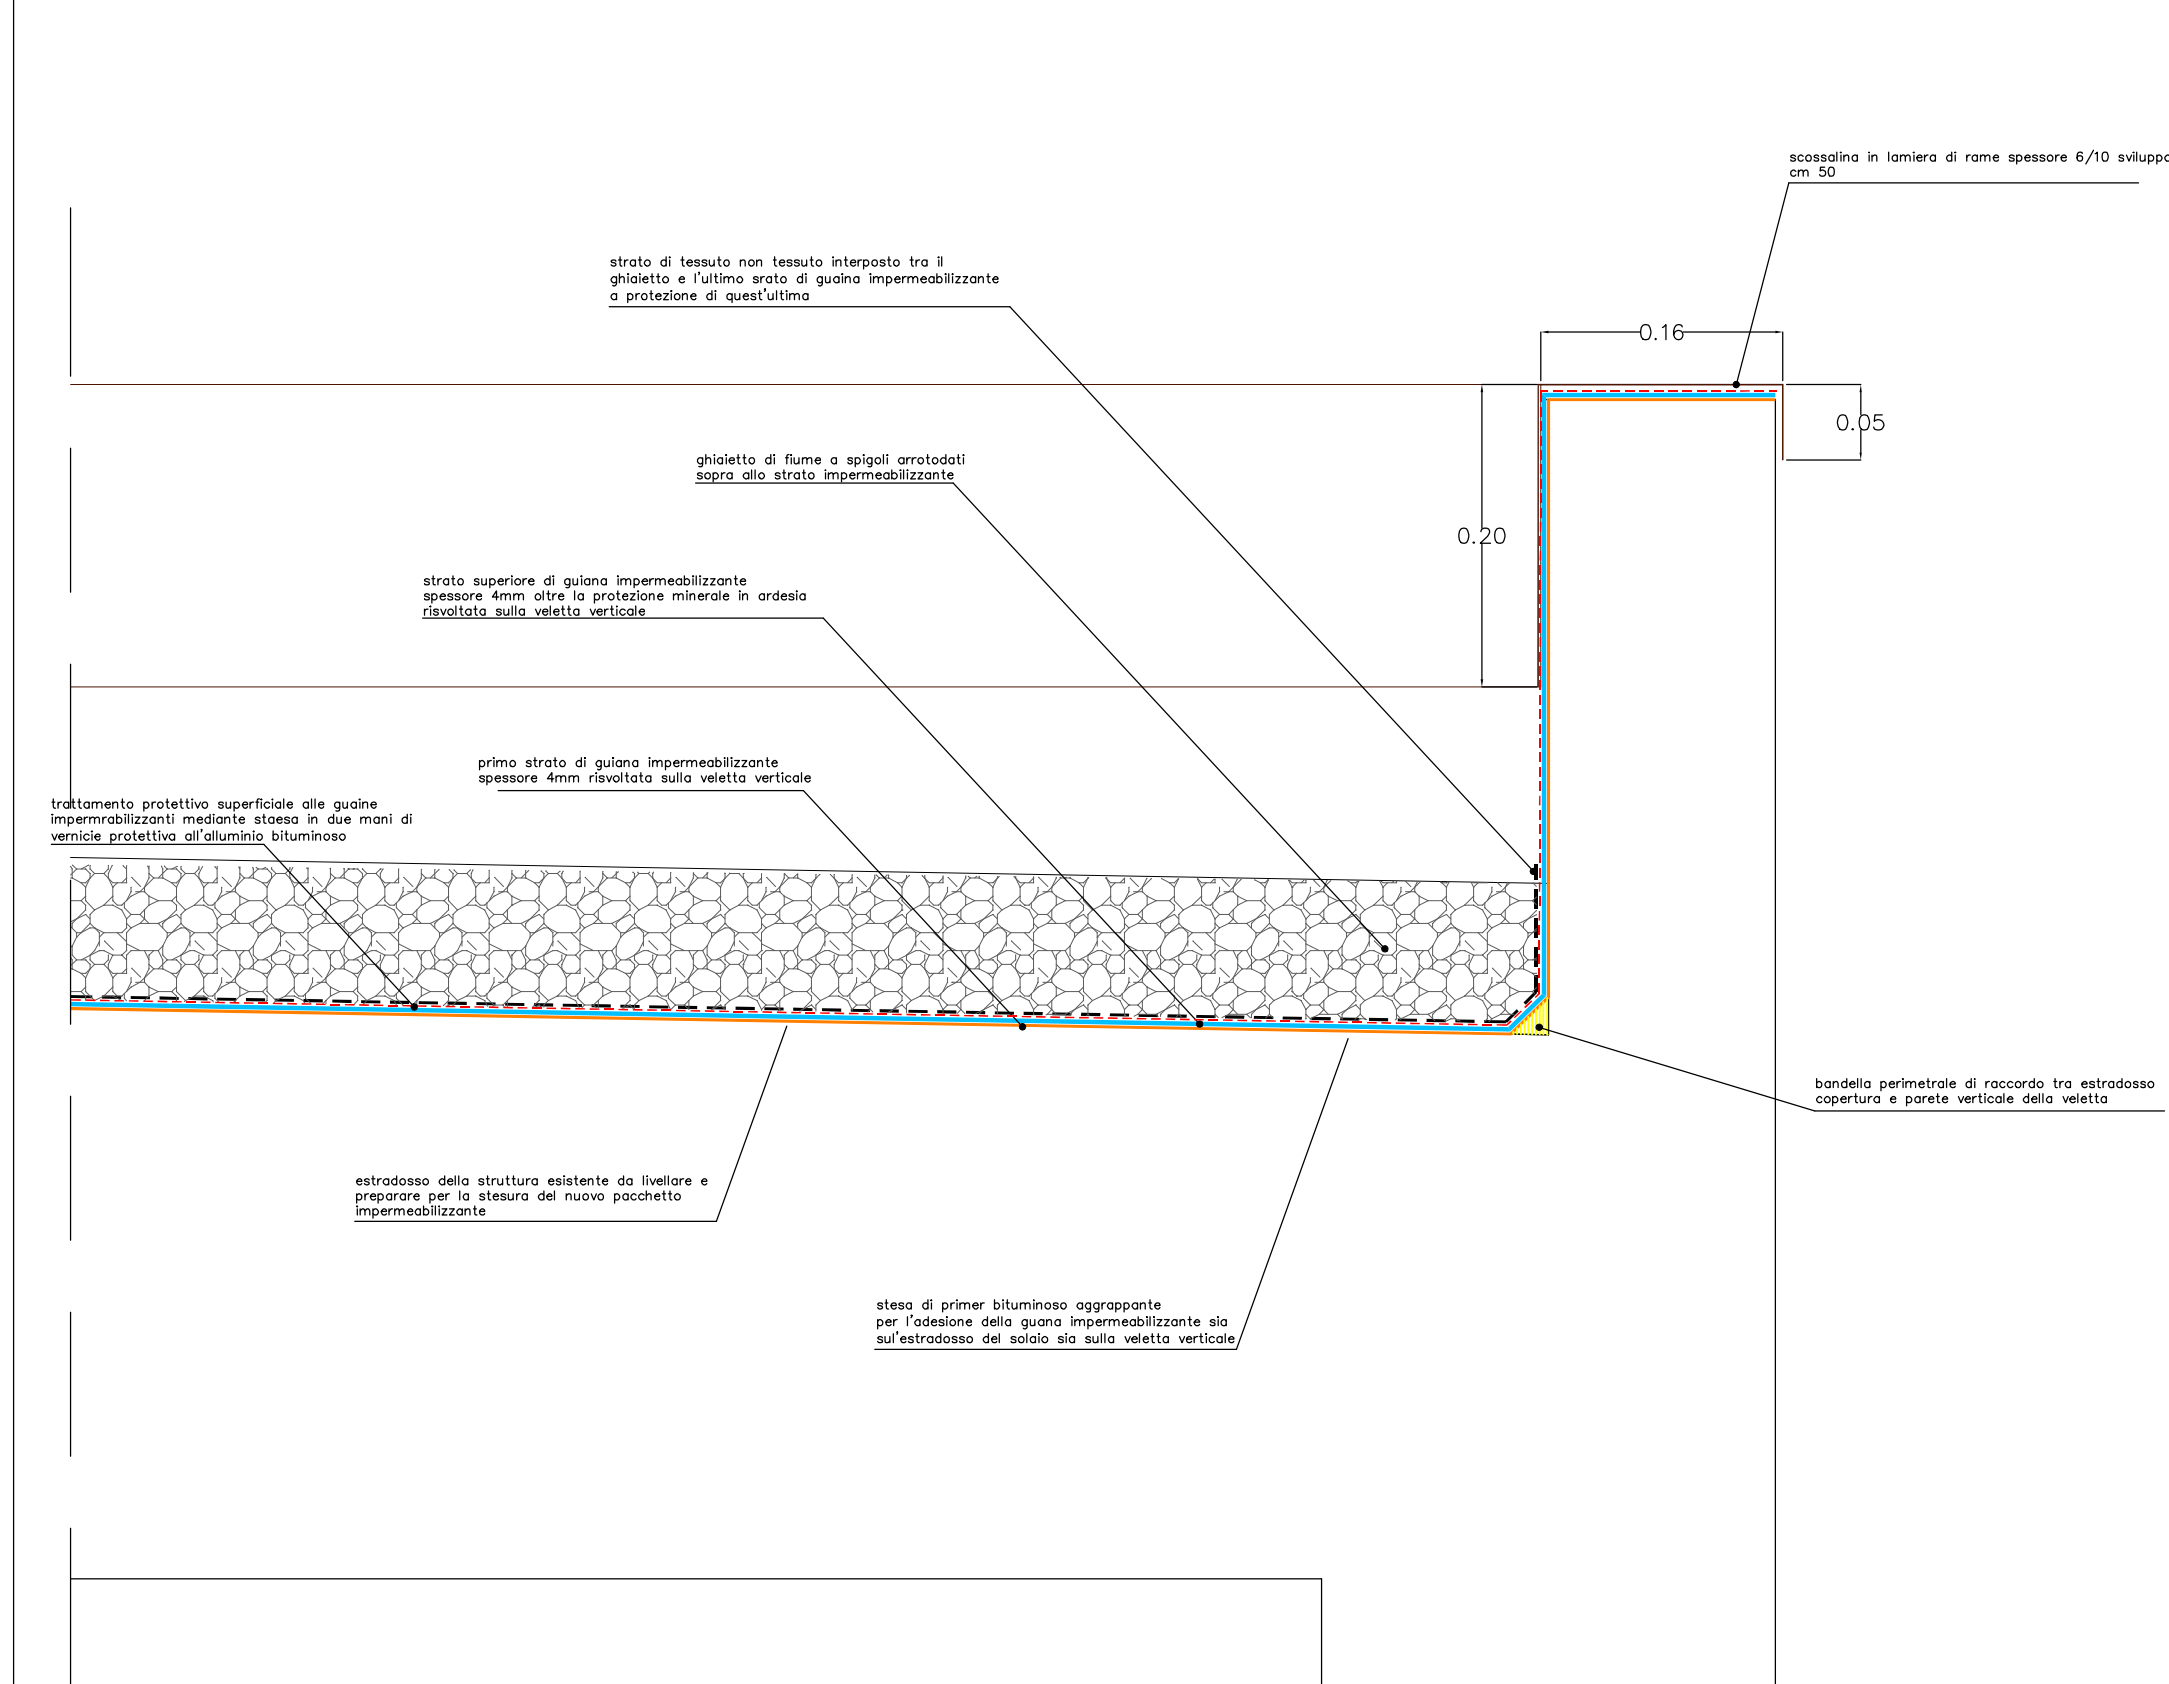 scossalina in lamiera di rame spessore 6/10 sviluppo
cm 50
strato di tessuto non tessuto interposto tra il
ghiaietto e l'ultimo srato di guaina impermeabilizzante
a protezione di quest'ultima
0.16
0.05
ghiaietto di fiume a spigoli arrotodati
sopra allo strato impermeabilizzante
0.20
strato superiore di guiana impermeabilizzante
spessore 4mm oltre la protezione minerale in ardesia
risvoltata sulla veletta verticale
primo strato di guiana impermeabilizzante
spessore 4mm risvoltata sulla veletta verticale
trattamento protettivo superficiale alle guaine
impermrabilizzanti mediante staesa in due mani di
vernicie protettiva all'alluminio bituminoso
bandella perimetrale di raccordo tra estradosso
copertura e parete verticale della veletta
estradosso della struttura esistente da livellare e
preparare per la stesura del nuovo pacchetto
impermeabilizzante
stesa di primer bituminoso aggrappante
per l'adesione della guana impermeabilizzante sia
sul'estradosso del solaio sia sulla veletta verticale